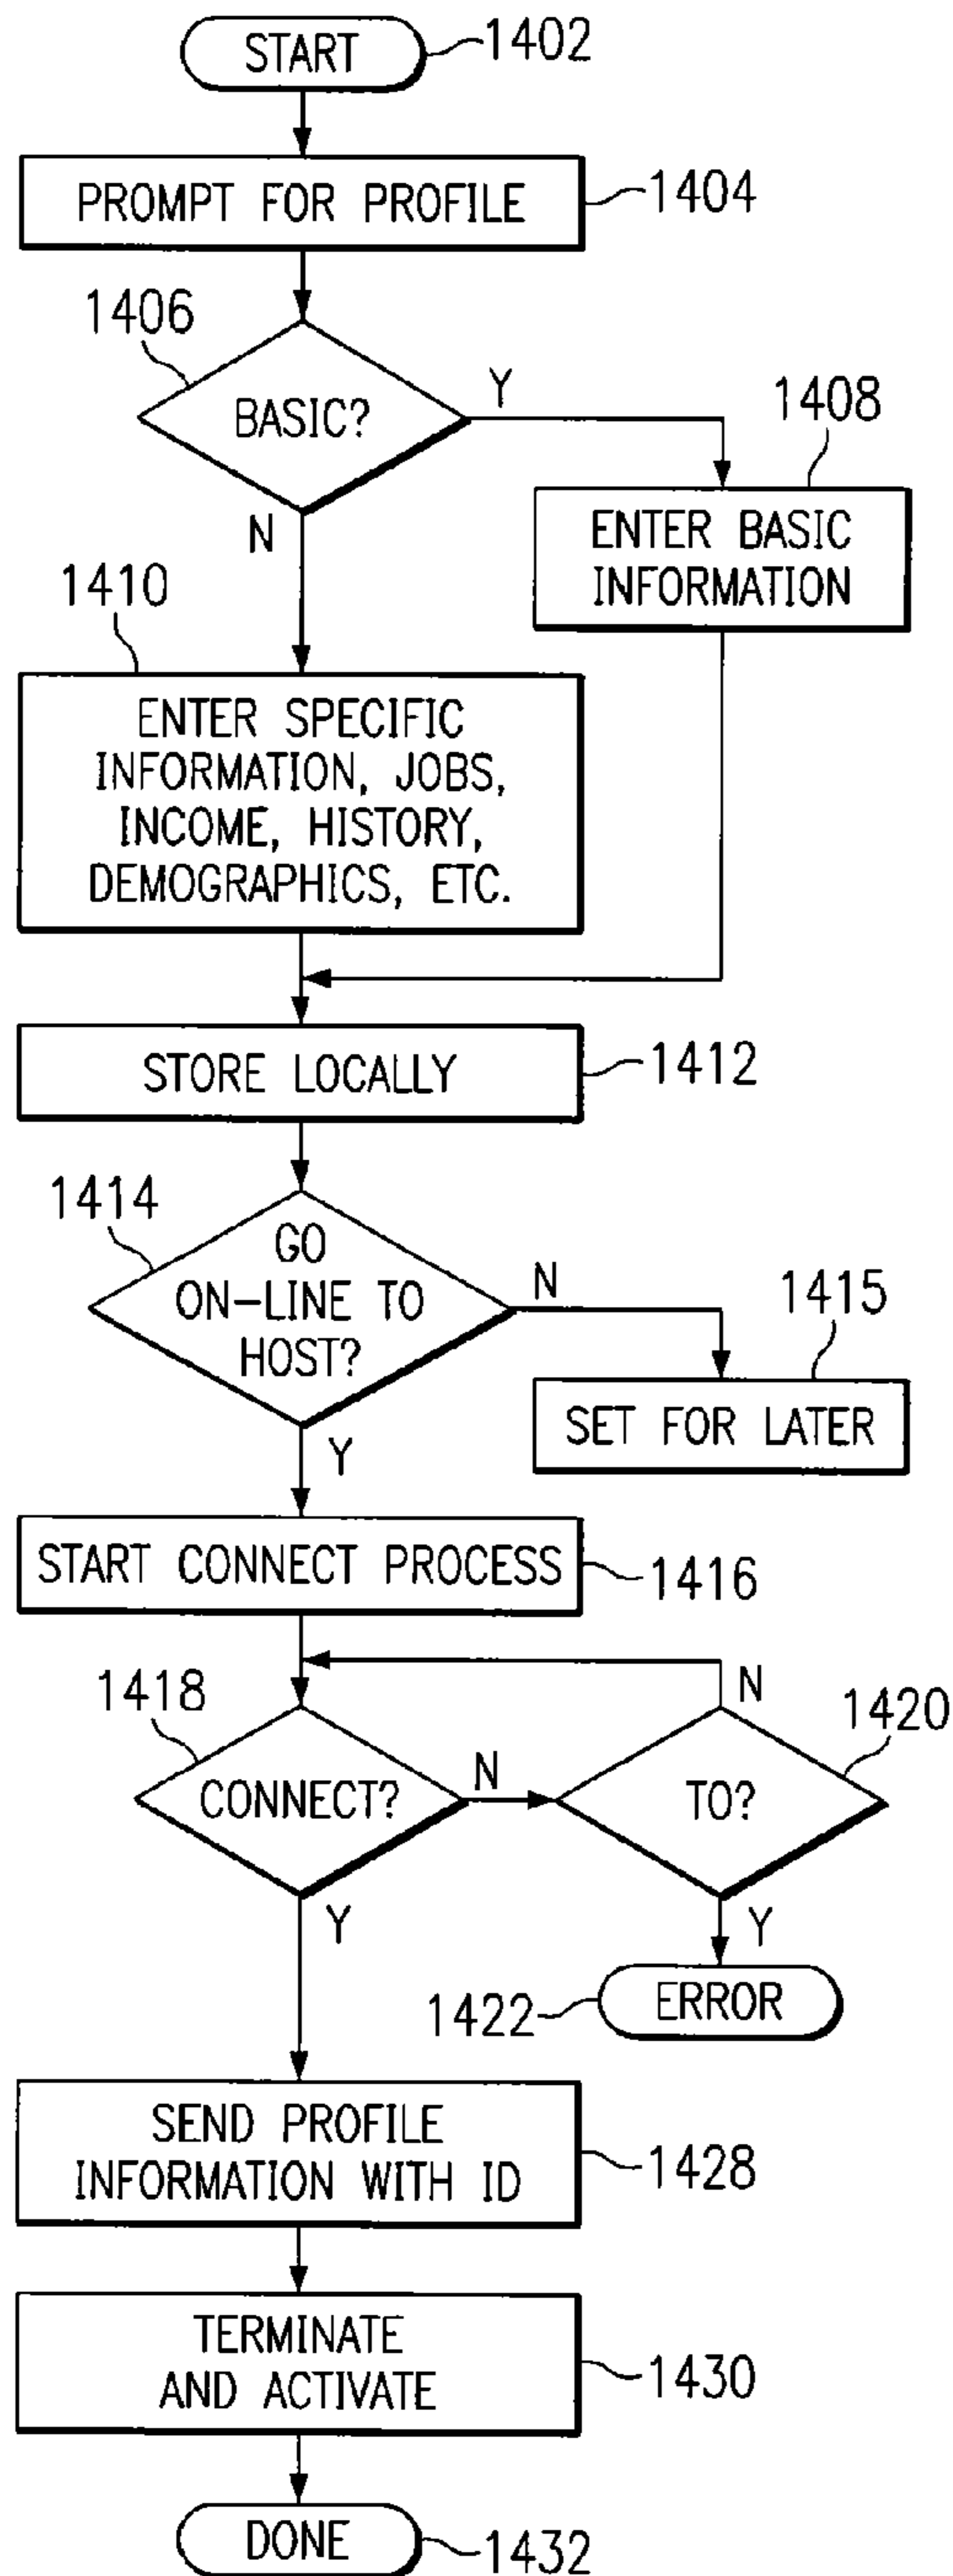 START
1402
PROMPT FOR PROFILE
1404
1406
BASIC?
Y
N
1408
ENTER BASIC
INFORMATION
1410
ENTER SPECIFIC
INFORMATION, JOBS,
INCOME, HISTORY,
DEMOGRAPHICS, ETC.
STORE LOCALLY
1412
1414
GO
ON-LINE TO
HOST?
N
Y
1415
SET FOR LATER
START CONNECT PROCESS
1416
1418
CONNECT?
N
Y
1420
TO?
N
Y
1422
ERROR
SEND PROFILE
INFORMATION WITH ID
1428
TERMINATE
AND ACTIVATE
1430
DONE
1432